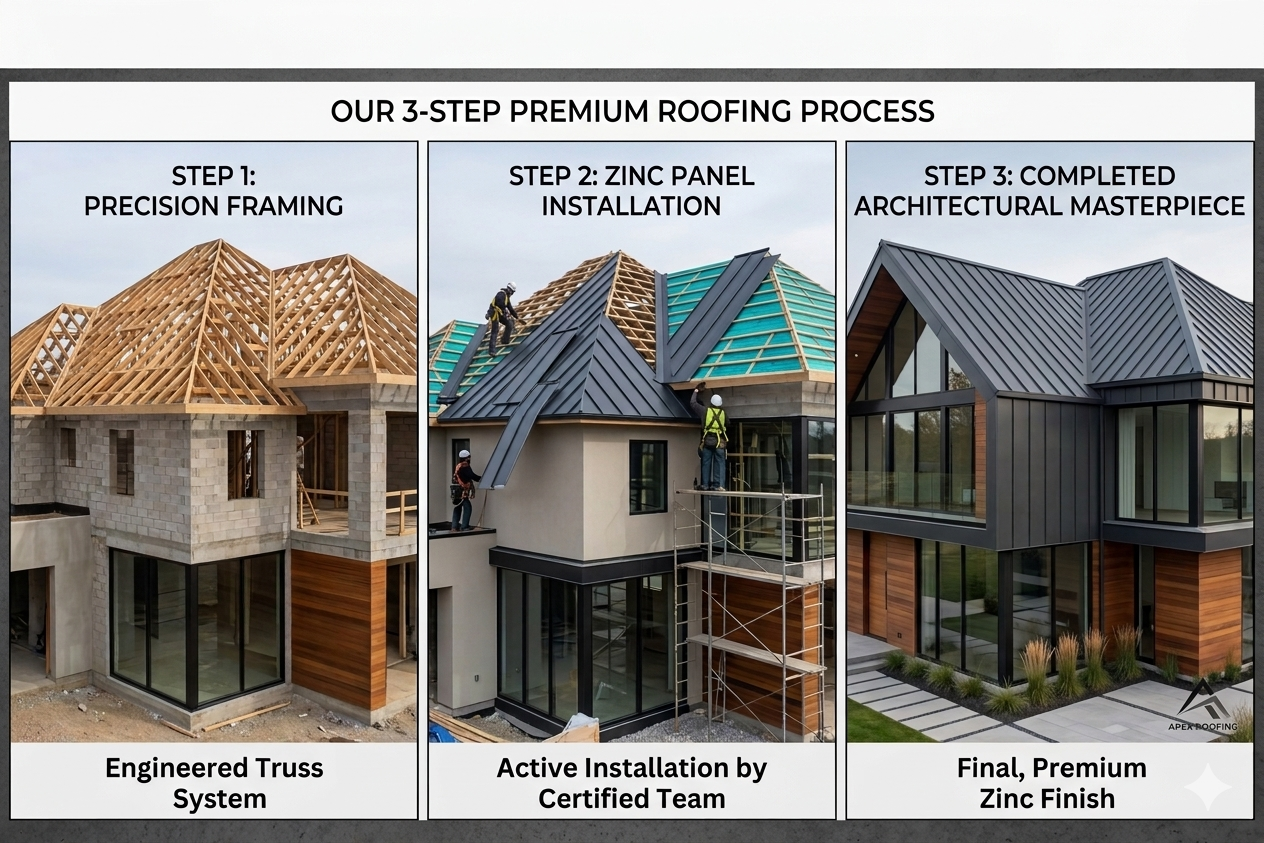 OUR 3-STEP PREMIUM ROOFING PROCESS
STEP 1:
PRECISION FRAMING
STEP 2: ZINC PANEL
INSTALLATION
STEP 3: COMPLETED
ARCHITECTURAL MASTERPIECE
APEX ROOFING
Engineered Truss
System
Active Installation by
Certified Team
Final, Premium
Zinc Finish